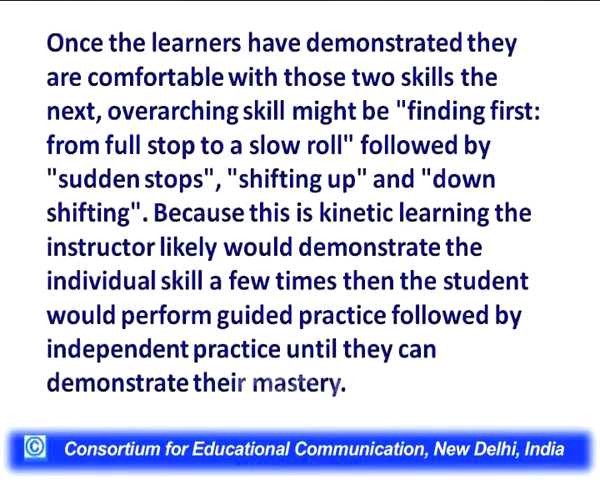 Once the learners have demonstrated they
are comfortable with those two skills the
next, overarching skill might be "finding first:
from full stop to a slow roll" followed by
"sudden stops", "shifting up" and "down
shifting". Because this is kinetic learning the
instructor likely would demonstrate the
individual skill a few times then the student
would perform guided practice followed by
independent practice until they can
demonstrate their mastery.
© Consortium for Educational Communication, New Delhi, India